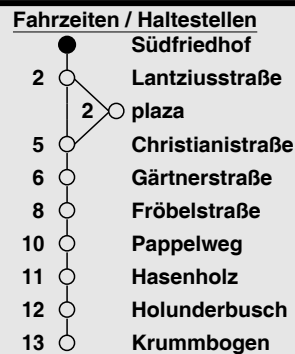 Fahrzeiten / Haltestellen
Südfriedhof
2 Lantziusstraße
2 plaza
5 Christianistraße
6 Gärtnerstraße
8 Fröbelstraße
10 Pappelweg
11 Hasenholz
12 Holunderbusch
13 Krummbogen